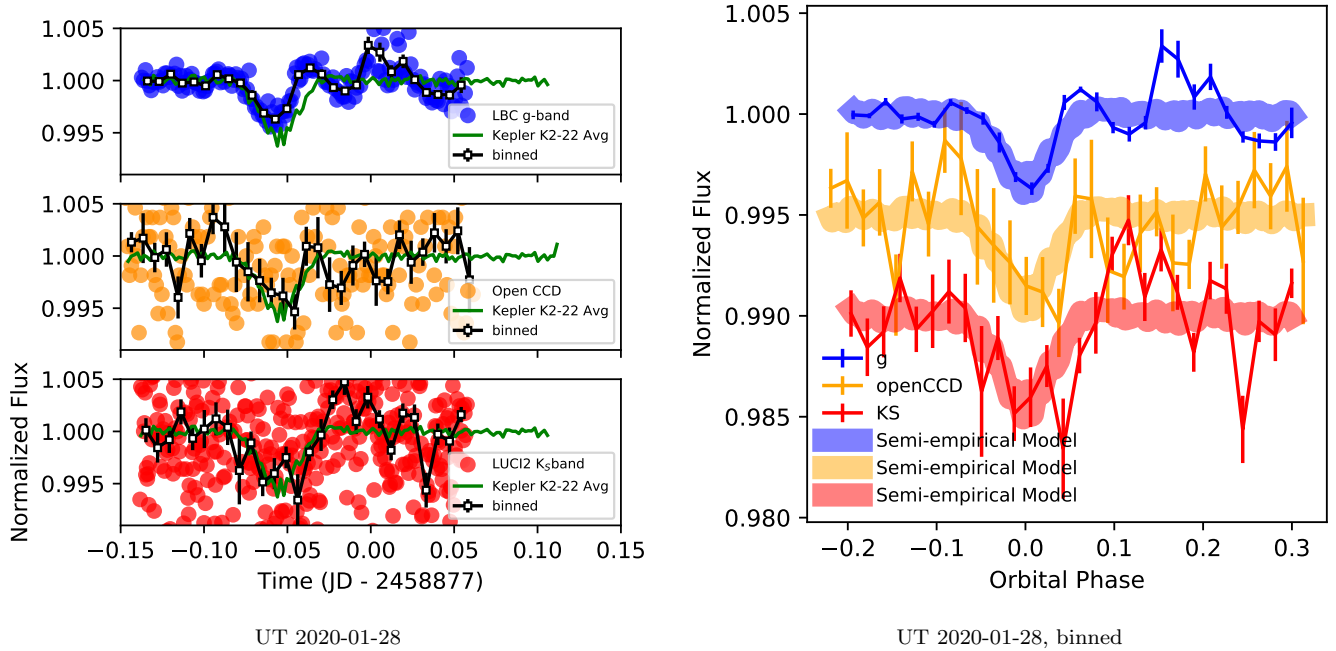 1.005
1.000
0.995
LBC g-band
Kepler K2-22 Avg
binned
1.005
1.000
0.995
Open CCD
Kepler K2-22 Avg
binned
1.005
1.000
0.995
LUCI2 KSband
Kepler K2-22 Avg
binned
Normalized Flux
−0.15 −0.10 −0.05 0.00 0.05 0.10 0.15
Time (JD - 2458877)
UT 2020-01-28
1.005
1.000
0.995
0.990
0.985
0.980
Normalized Flux
g
openCCD
KS
Semi-empirical Model
Semi-empirical Model
Semi-empirical Model
−0.2 −0.1 0.0 0.1 0.2 0.3
Orbital Phase
UT 2020-01-28, binned